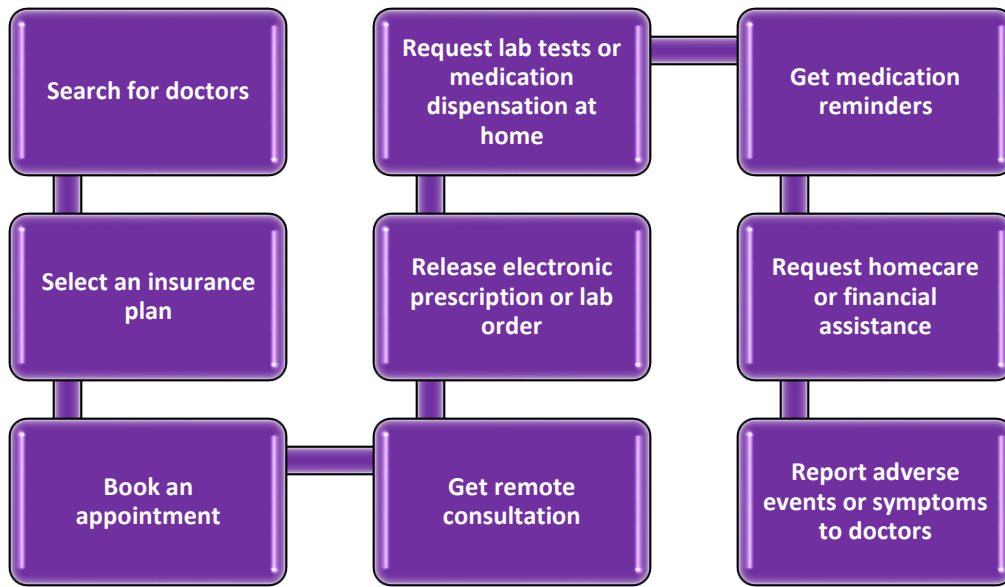 Search for doctors
Select an insurance
plan
Book an
appointment
Get remote
consultation
Release electronic
prescription or lab
order
Request lab tests or
medication
dispensation at
home
Get medication
reminders
Request homecare
or financial
assistance
Report adverse
events or symptoms
to doctors